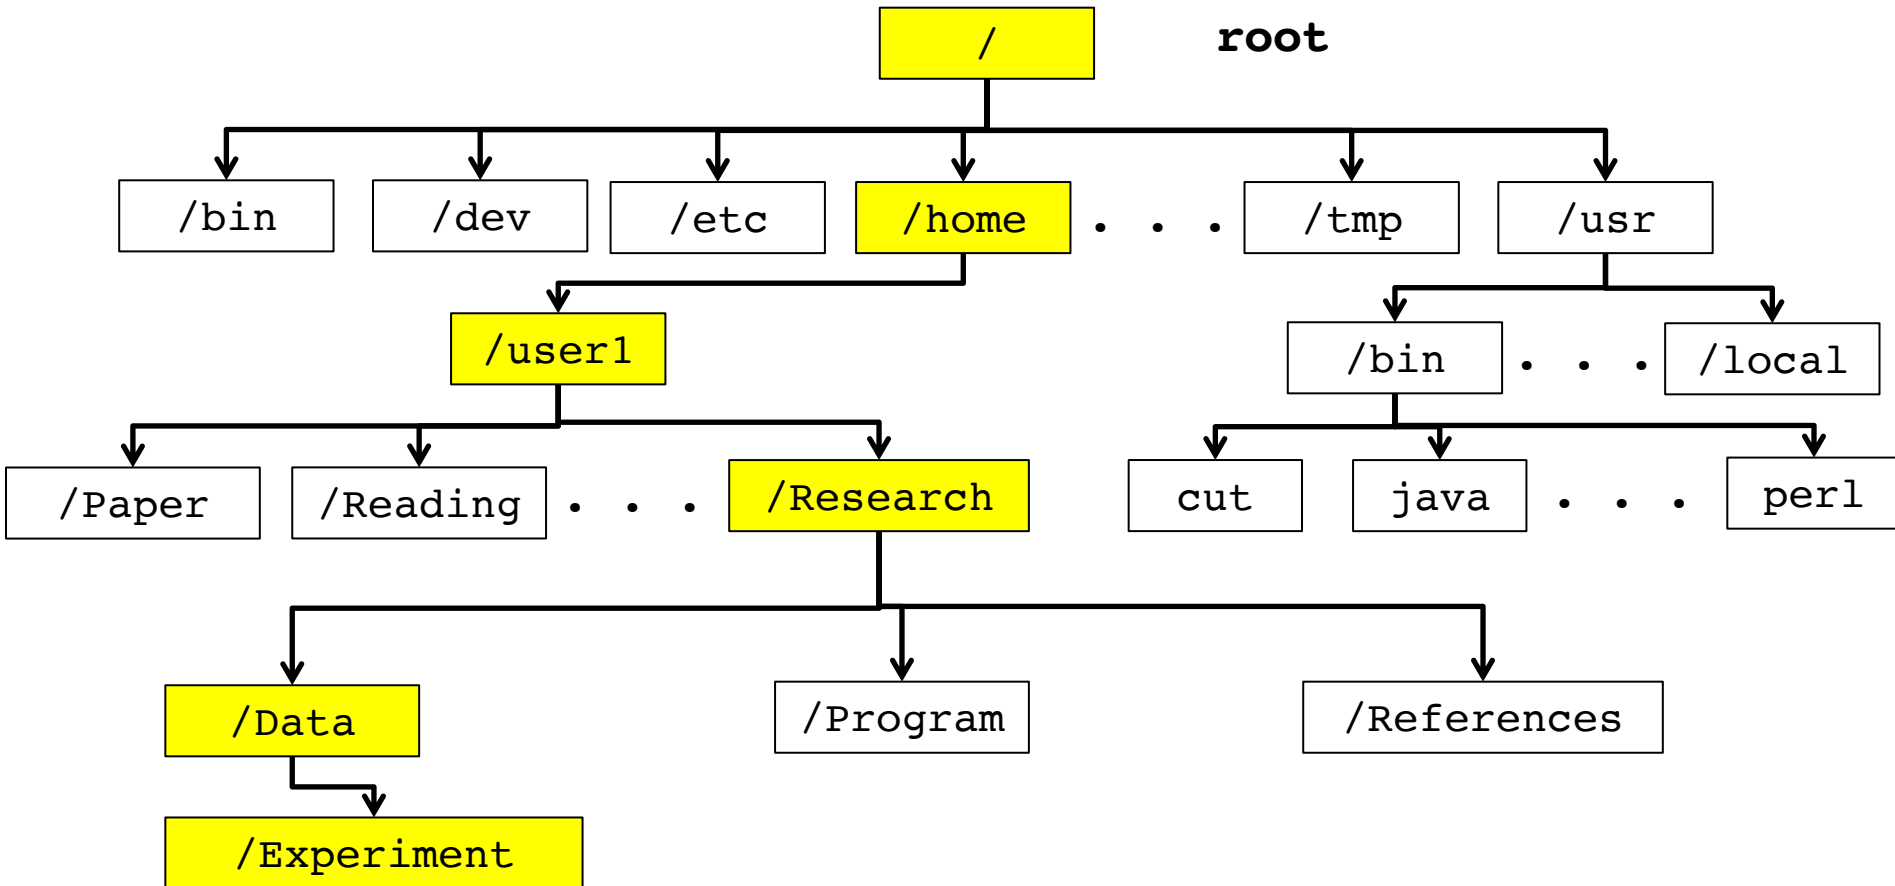 / root
/bin /dev /etc /home . . . /tmp /usr
/user1 /bin . . . /local
/Paper /Reading . . . /Research cut java . . . perl
/Data /Program /References
/Experiment